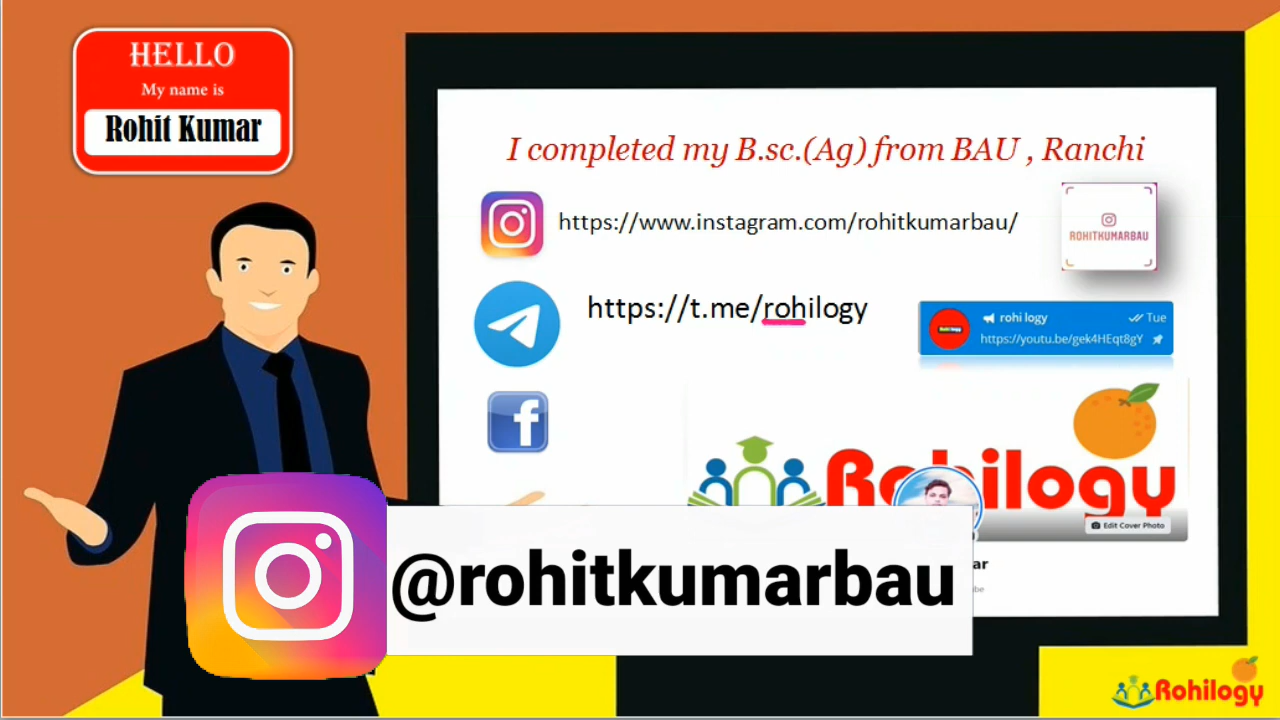 HELLO
My name is
Rohit Kumar
I completed my B.sc.(Ag) from BAU , Ranchi
https://www.instagram.com/rohitkumarbau/
ROHITKUMARBAU
https://t.me/rohilogy
rohi logy
Tue
https://youtu.be/gek4HEqt8gY
Rohilogy
Edit Cover Photo
@rohitkumarbau
Rohilogy